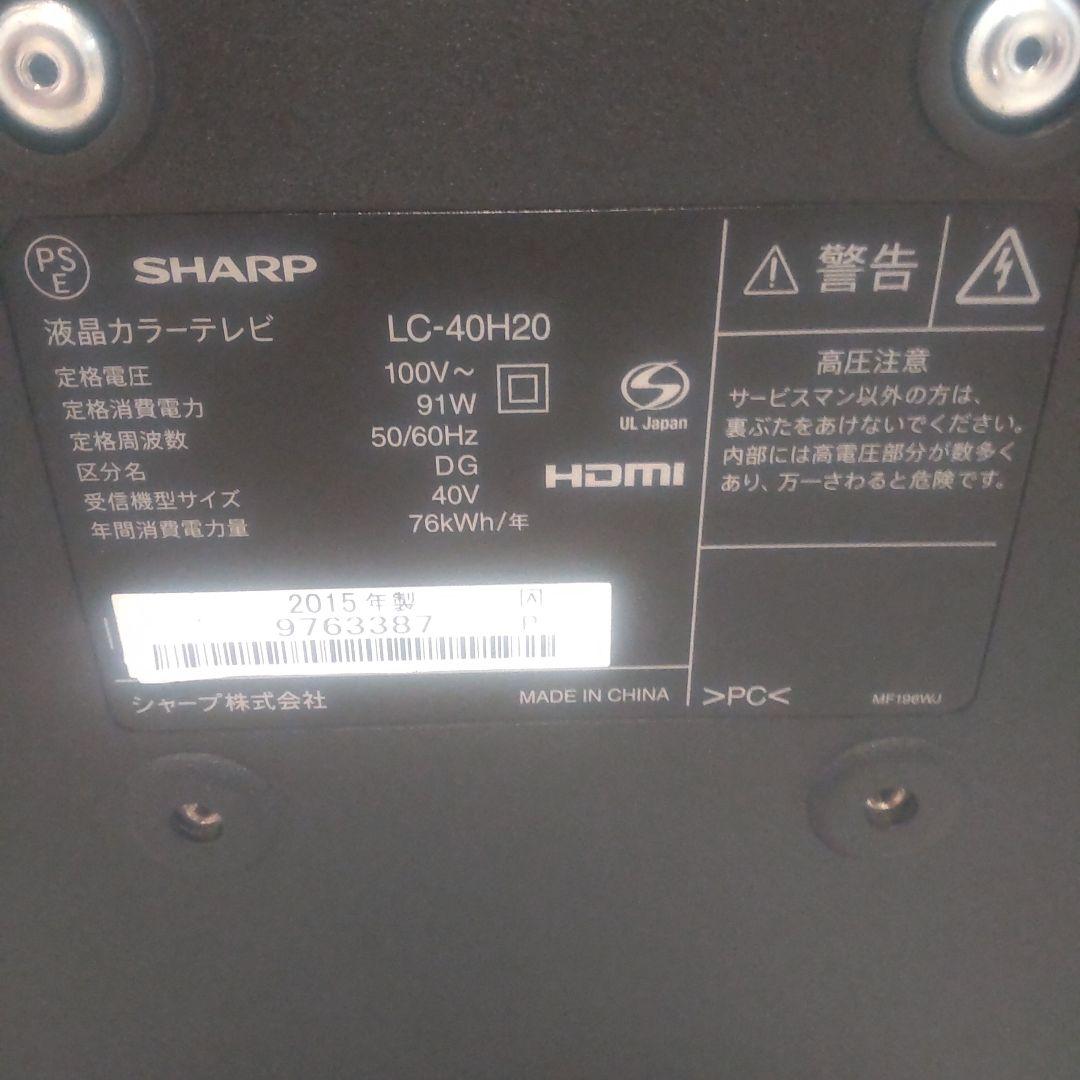 PSE
SHARP
液晶カラーテレビ LC-40H20
定格電圧 100V～
定格消費電力 91W
定格周波数 50/60Hz
区分名 DG
受信機型サイズ 40V
年間消費電力量 76kWh/年
UL Japan
HDMI
2015年製 A
9763387 P
シャープ株式会社 MADE IN CHINA
警告
高圧注意
サービスマン以外の方は、
裏ぶたをあけないでください。
内部には高電圧部分が数多く
あり、万一さわると危険です。
>PC< MF196WJ